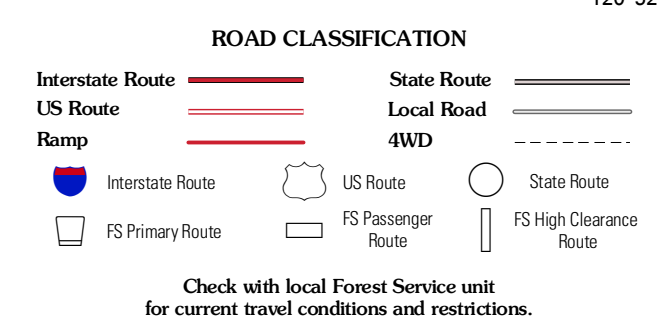 ROAD CLASSIFICATION
Interstate Route
State Route
US Route
Local Road
Ramp
4WD
Interstate Route
US Route
State Route
FS Primary Route
FS Passenger
Route
FS High Clearance
Route
Check with local Forest Service unit
for current travel conditions and restrictions.